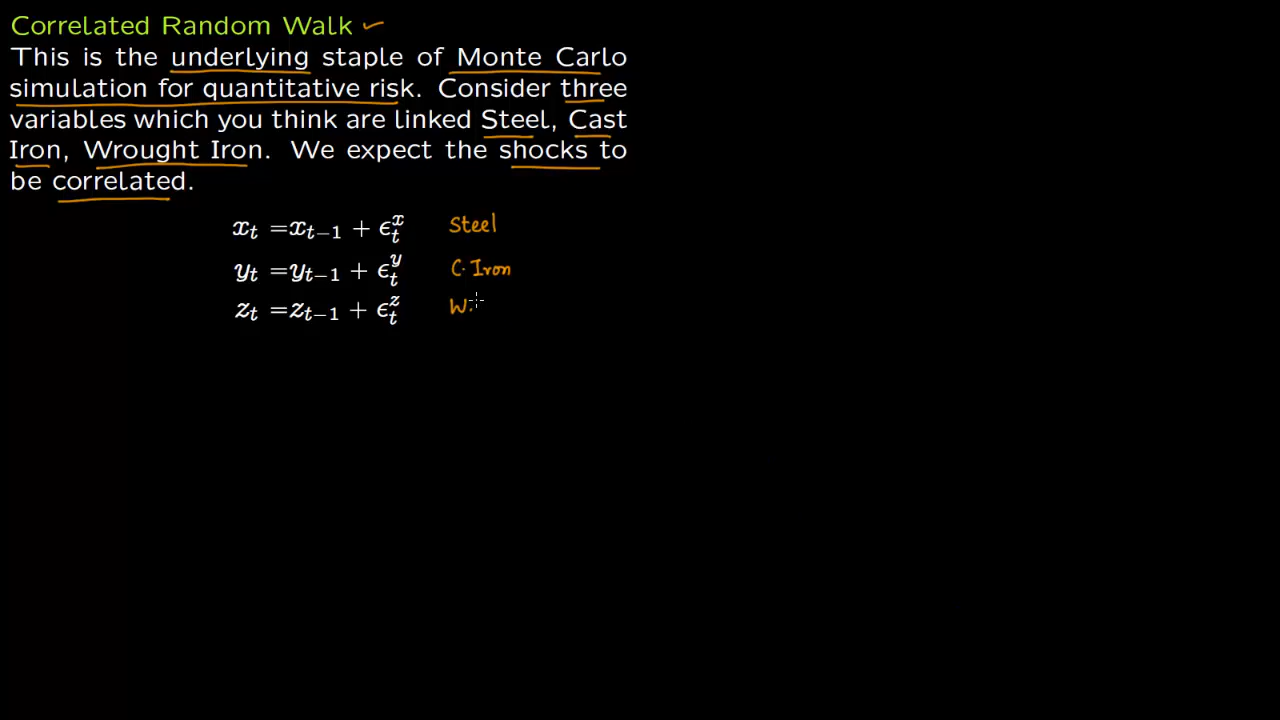 Correlated Random Walk
This is the underlying staple of Monte Carlo
simulation for quantitative risk. Consider three
variables which you think are linked Steel, Cast
Iron, Wrought Iron. We expect the shocks to
be correlated.
x_t = x_{t−1} + ϵ_t^x Steel
y_t = y_{t−1} + ϵ_t^y C. Iron
z_t = z_{t−1} + ϵ_t^z W.